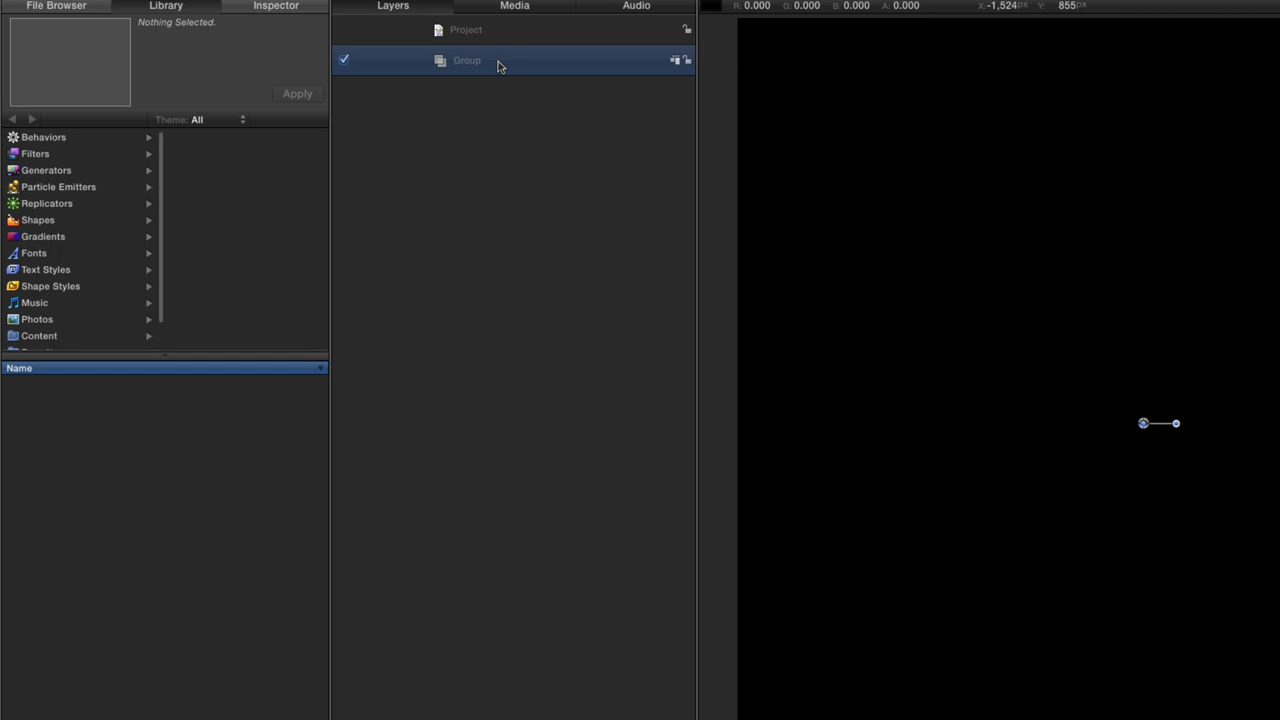 File Browser Library Inspector Layers Media Audio R: 0.000 G: 0.000 B: 0.000 A: 0.000 X: -1,524px Y: 855px
Nothing Selected.
Project
Group
Apply
Theme: All
Behaviors
Filters
Generators
Particle Emitters
Replicators
Shapes
Gradients
Fonts
Text Styles
Shape Styles
Music
Photos
Content
Name